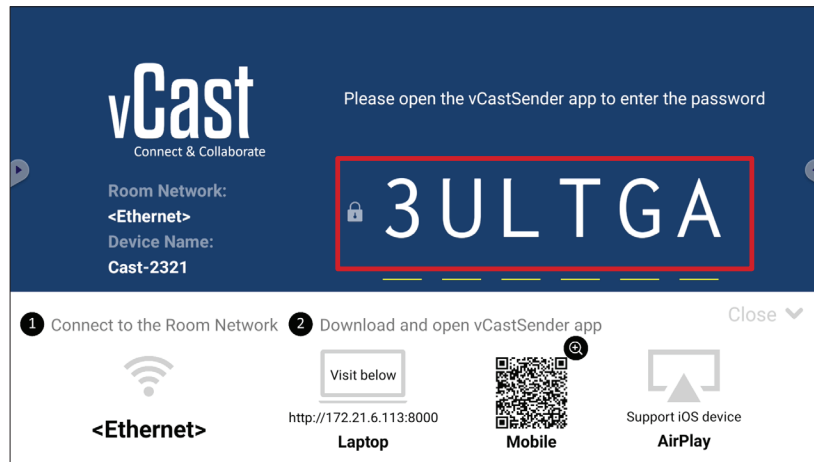 vCast
Connect & Collaborate
Please open the vCastSender app to enter the password
Room Network:
<Ethernet>
Device Name:
Cast-2321
3ULTGA
1 Connect to the Room Network
2 Download and open vCastSender app
Close
<Ethernet>
Visit below
http://172.21.6.113:8000
Laptop
Mobile
Support iOS device
AirPlay